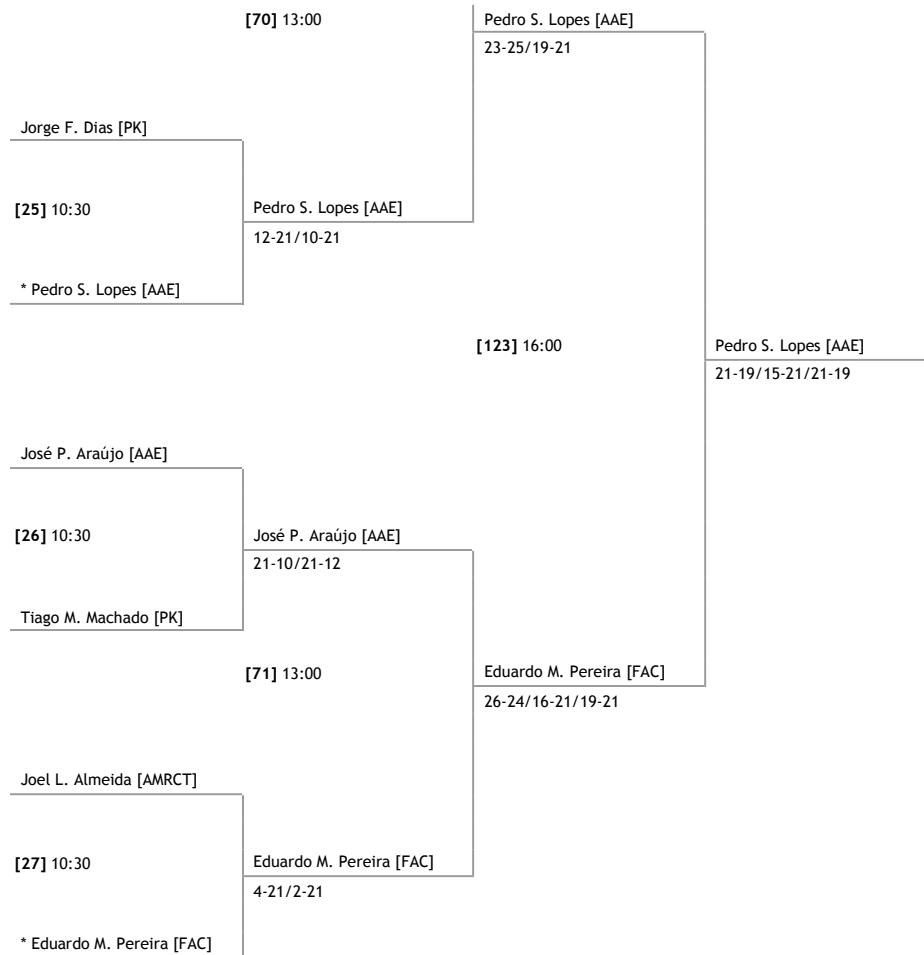 [70] 13:00
Pedro S. Lopes [AAE]
23-25/19-21
Jorge F. Dias [PK]
[25] 10:30
Pedro S. Lopes [AAE]
12-21/10-21
* Pedro S. Lopes [AAE]
[123] 16:00
Pedro S. Lopes [AAE]
21-19/15-21/21-19
José P. Araújo [AAE]
[26] 10:30
José P. Araújo [AAE]
21-10/21-12
Tiago M. Machado [PK]
[71] 13:00
Eduardo M. Pereira [FAC]
26-24/16-21/19-21
Joel L. Almeida [AMRCT]
[27] 10:30
Eduardo M. Pereira [FAC]
4-21/2-21
* Eduardo M. Pereira [FAC]